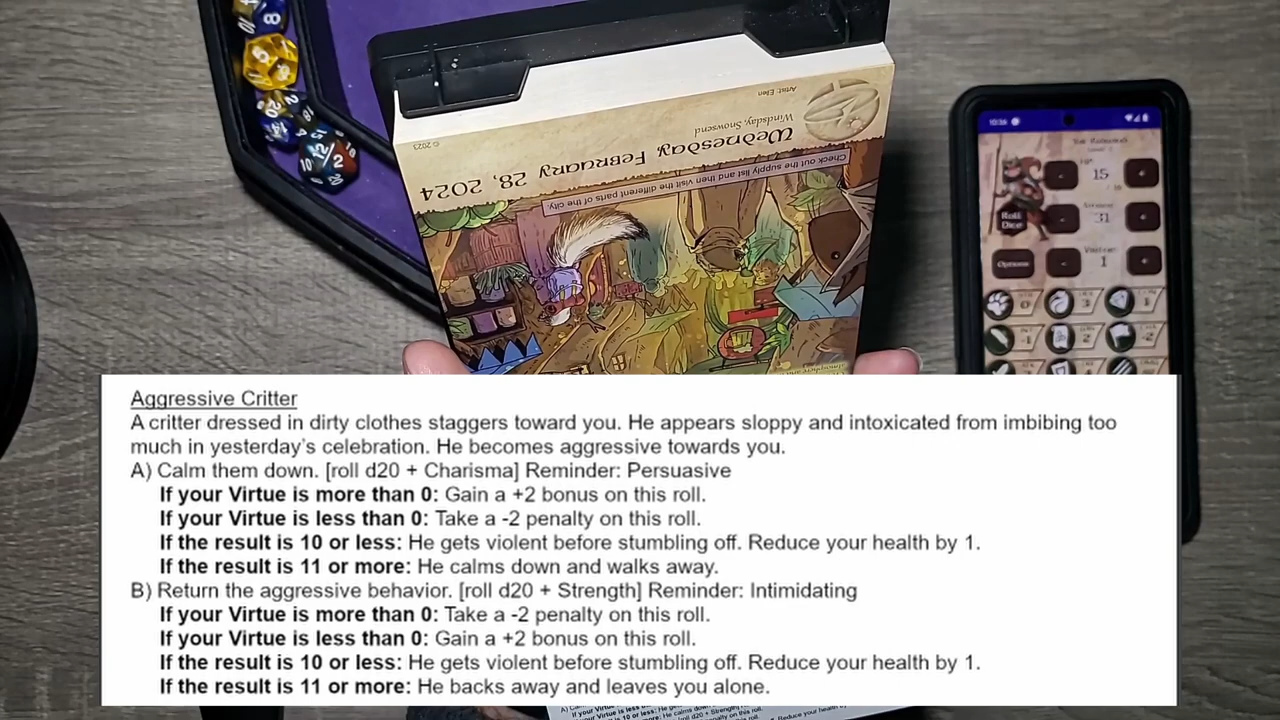 © 2023
Artist: Elen
Windsday, Snowsend
Wednesday, February 28, 2024
Check out the supply list and then visit the different parts of the city.
10:36
HP
15
31
1
Roll
Dice
Options
Aggressive Critter
A critter dressed in dirty clothes staggers toward you. He appears sloppy and intoxicated from imbibing too
much in yesterday's celebration. He becomes aggressive towards you.
A) Calm them down. [roll d20 + Charisma] Reminder: Persuasive
If your Virtue is more than 0: Gain a +2 bonus on this roll.
If your Virtue is less than 0: Take a -2 penalty on this roll.
If the result is 10 or less: He gets violent before stumbling off. Reduce your health by 1.
If the result is 11 or more: He calms down and walks away.
B) Return the aggressive behavior. [roll d20 + Strength] Reminder: Intimidating
If your Virtue is more than 0: Take a -2 penalty on this roll.
If your Virtue is less than 0: Gain a +2 bonus on this roll.
If the result is 10 or less: He gets violent before stumbling off. Reduce your health by 1.
If the result is 11 or more: He backs away and leaves you alone.